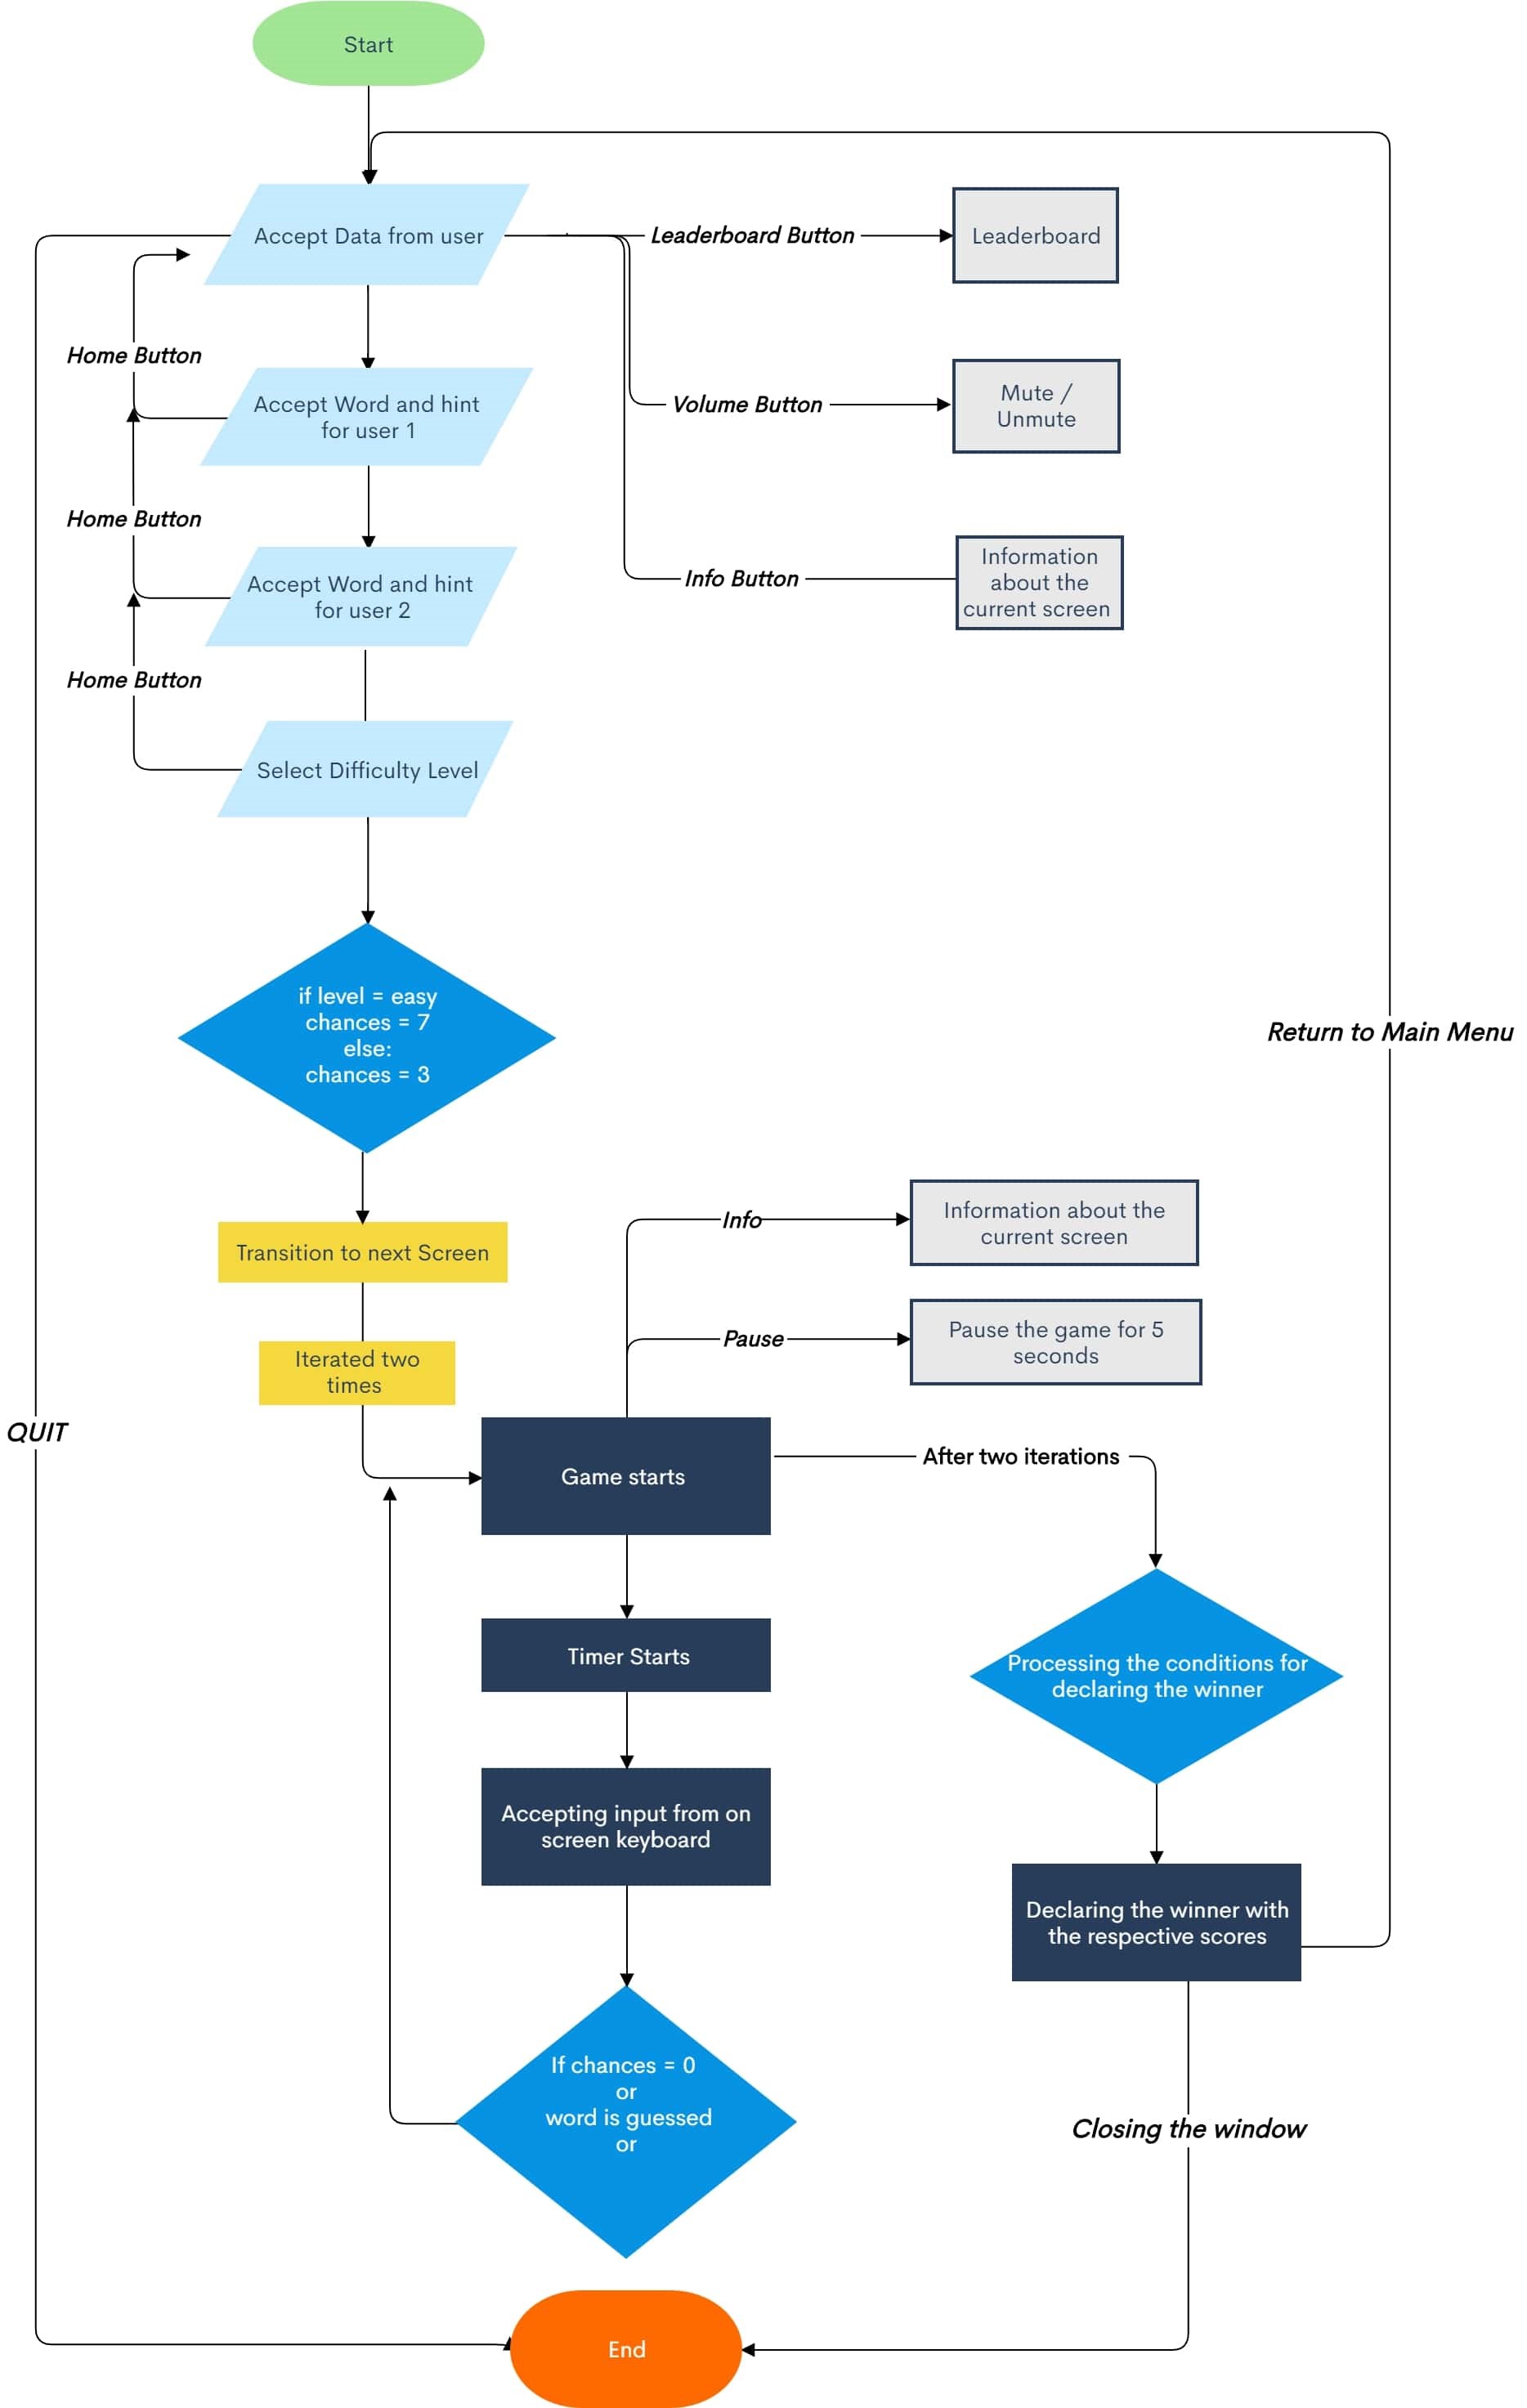 Start
Accept Data from user
Leaderboard Button
Leaderboard
Home Button
Volume Button
Mute /
Unmute
Accept Word and hint
for user 1
Home Button
Info Button
Information
about the
current screen
Accept Word and hint
for user 2
Home Button
Select Difficulty Level
if level = easy
chances = 7
else:
chances = 3
Return to Main Menu
Transition to next Screen
Info
Information about the
current screen
Iterated two
times
Pause
Pause the game for 5
seconds
QUIT
Game starts
After two iterations
Timer Starts
Processing the conditions for
declaring the winner
Accepting input from on
screen keyboard
Declaring the winner with
the respective scores
If chances = 0
or
word is guessed
or
Closing the window
End